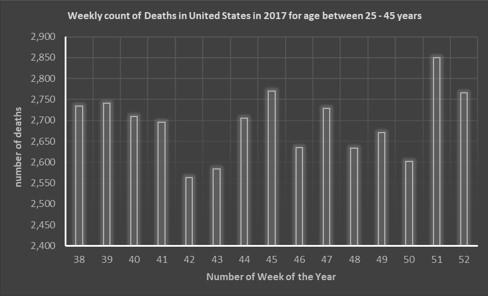 Weekly count of Deaths in United States in 2017 for age between 25 - 45 years
2,900
2,850
2,800
2,750
2,700
2,650
2,600
2,550
2,500
2,450
2,400
number of deaths
38 39 40 41 42 43 44 45 46 47 48 49 50 51 52
Number of Week of the Year